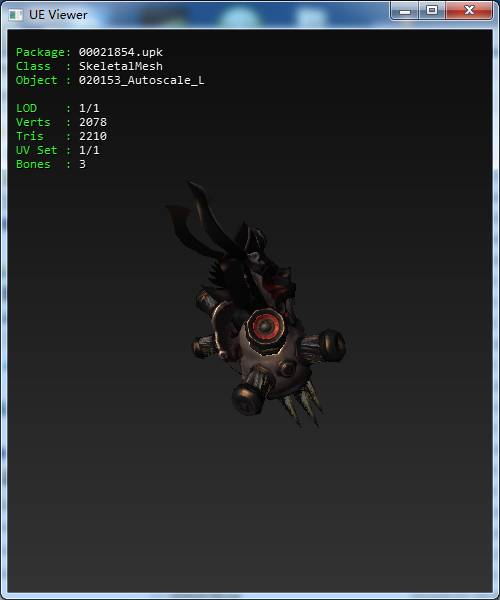 UE Viewer
Package: 00021854.upk
Class  : SkeletalMesh
Object : 020153_Autoscale_L
LOD    : 1/1
Verts  : 2078
Tris   : 2210
UV Set : 1/1
Bones  : 3